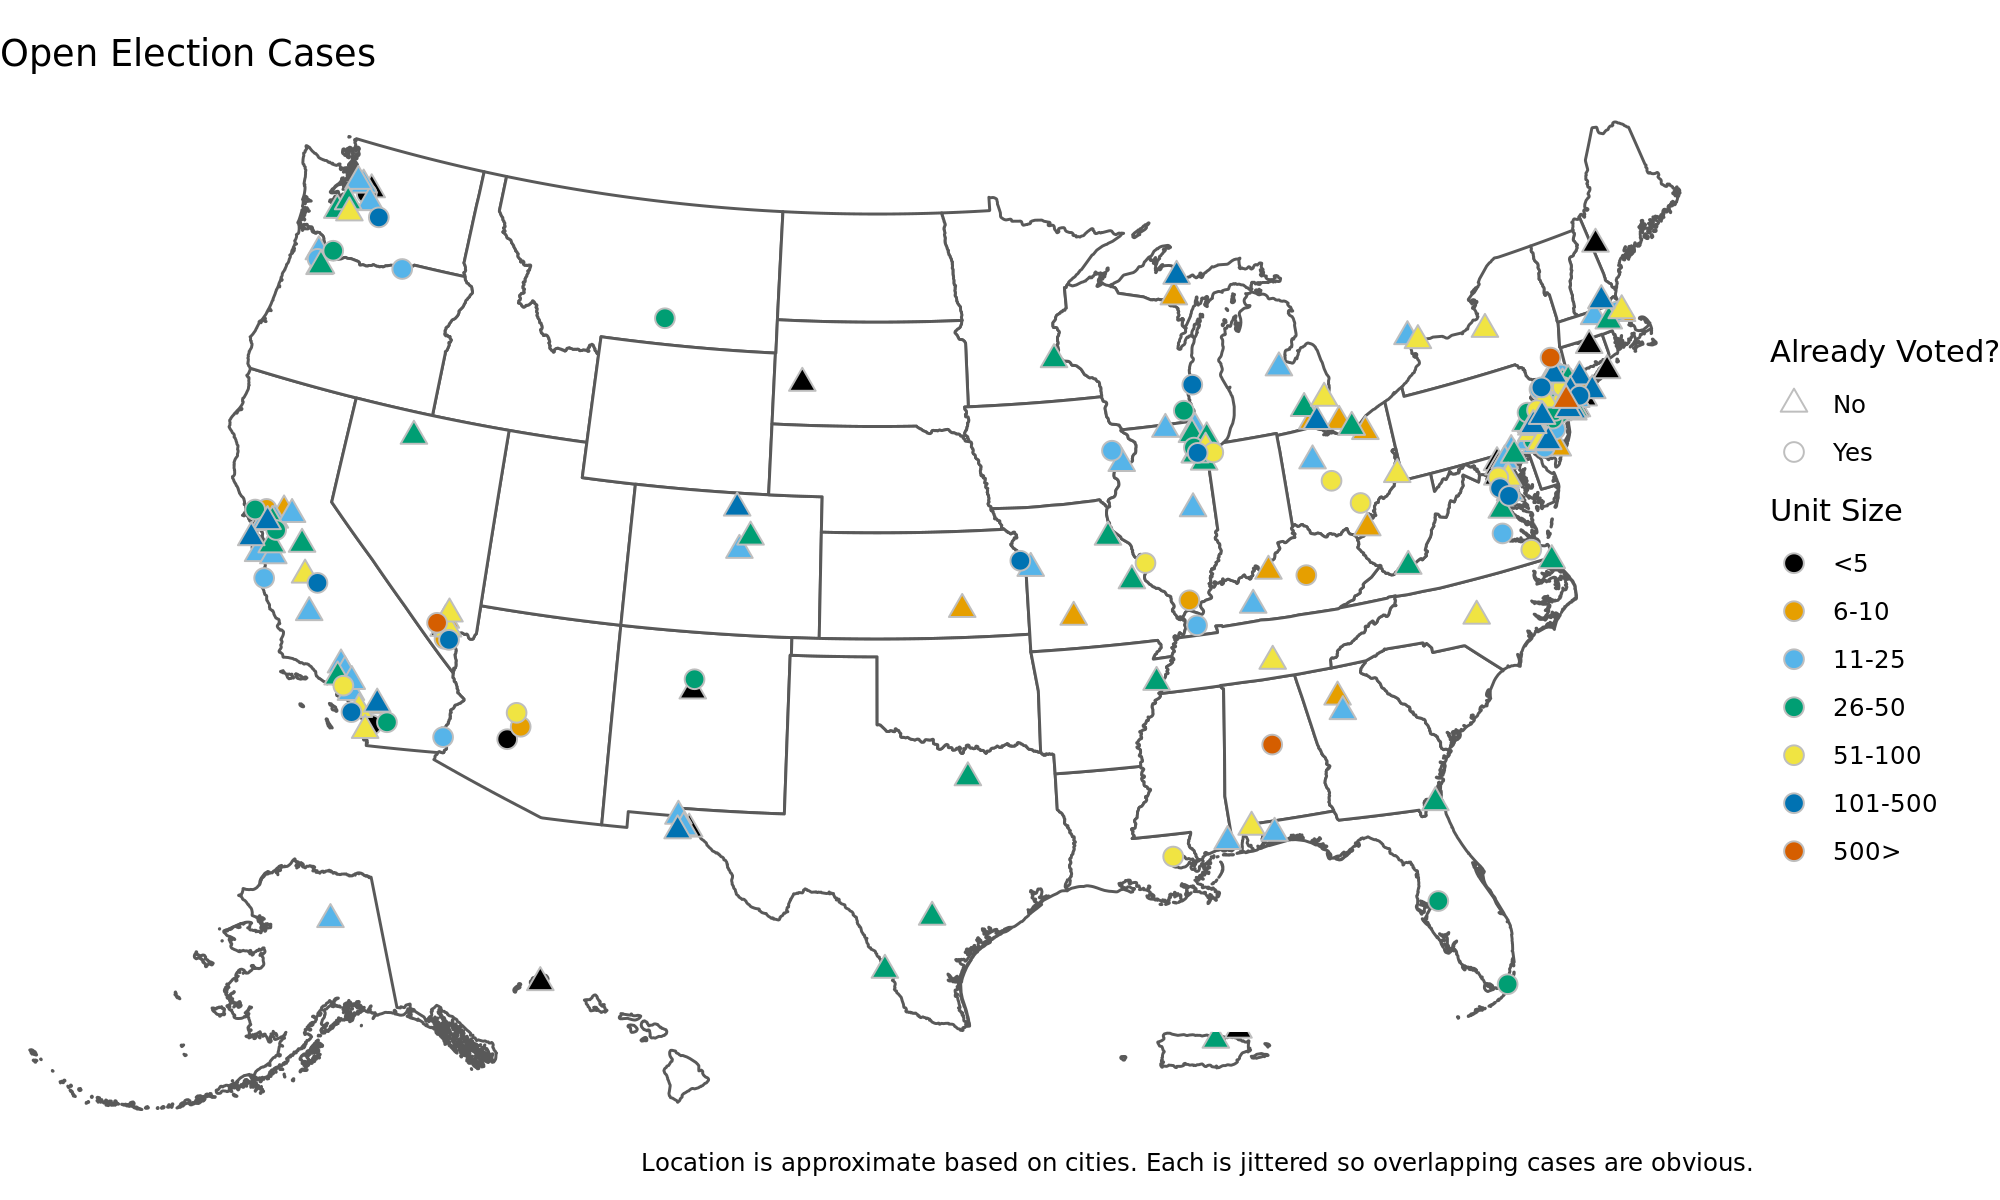 Open Election Cases
Already Voted?
No
Yes
Unit Size
<5
6-10
11-25
26-50
51-100
101-500
500>
Location is approximate based on cities. Each is jittered so overlapping cases are obvious.